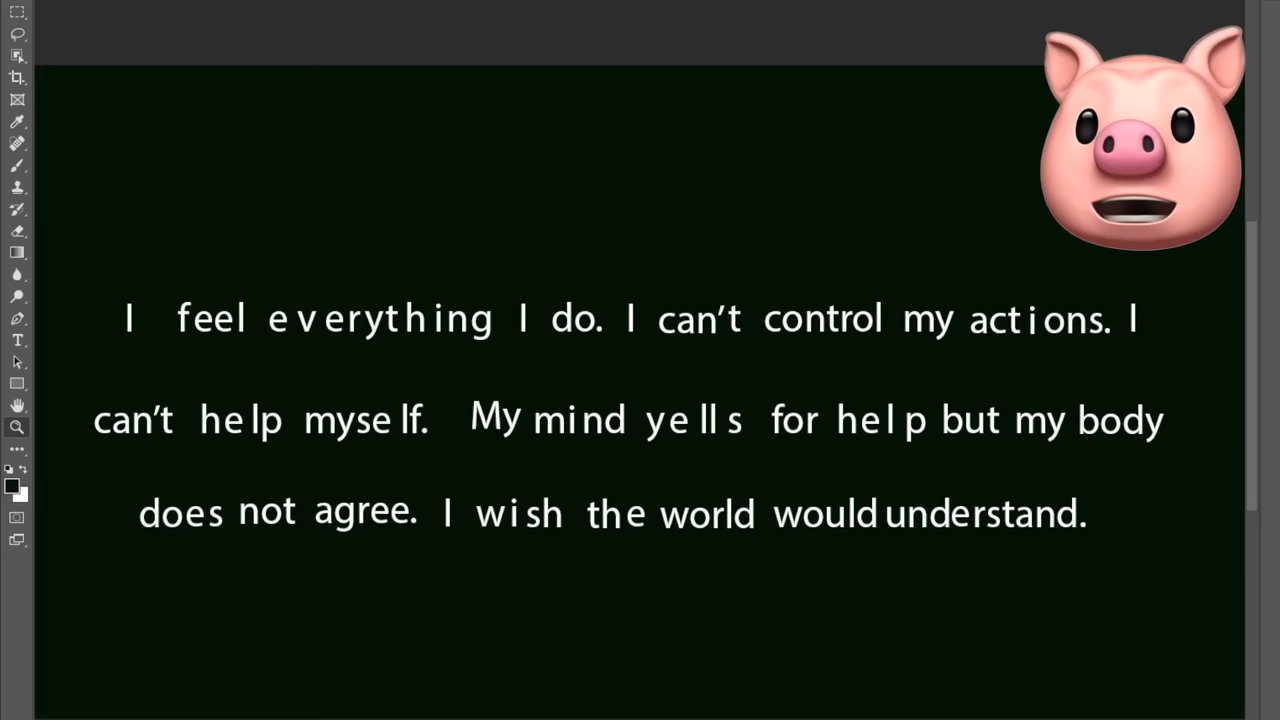 I feel everything I do. I can’t control my actions. I
can’t help myself. My mind yells for help but my body
does not agree. I wish the world would understand.